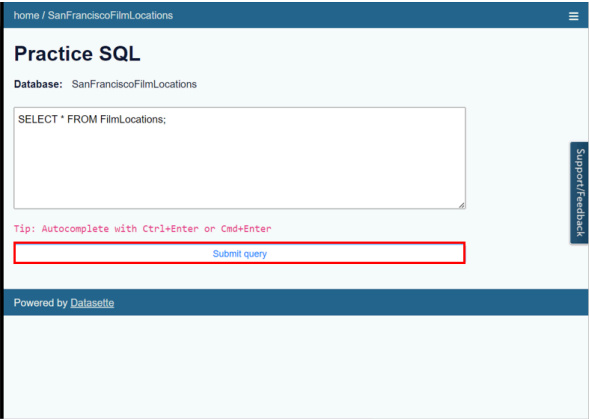 home / SanFranciscoFilmLocations
Practice SQL
Database: SanFranciscoFilmLocations
SELECT * FROM FilmLocations;
Support/Feedback
Tip: Autocomplete with Ctrl+Enter or Cmd+Enter
Submit query
Powered by Datasette